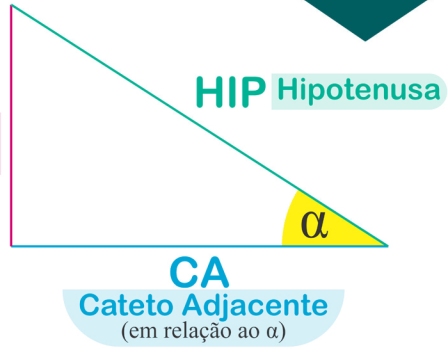 HIP Hipotenusa
α
CA
Cateto Adjacente
(em relação ao α)